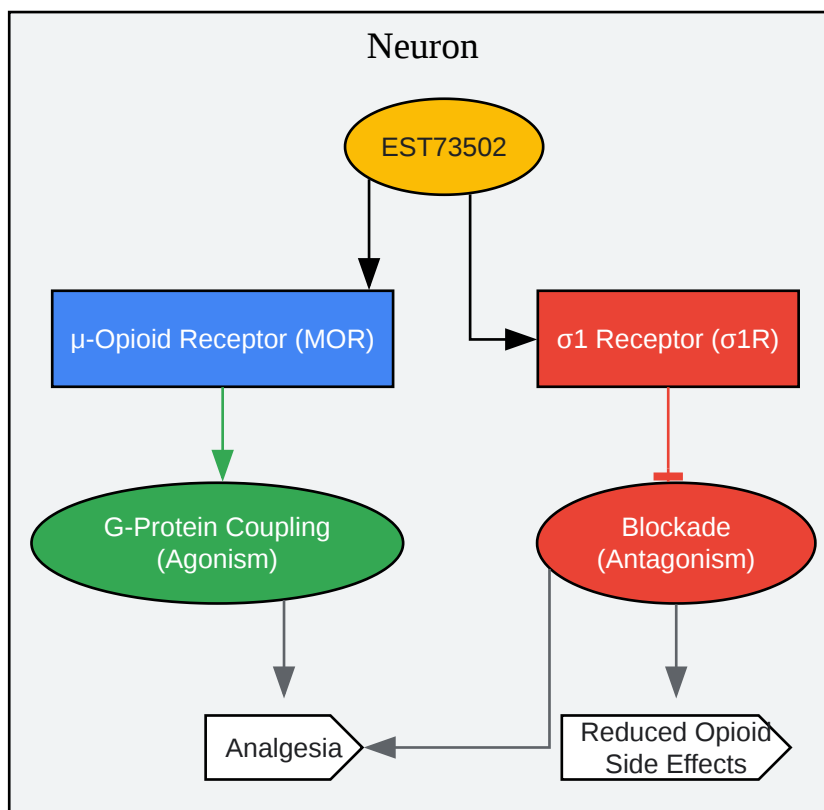 Neuron
EST73502
μ-Opioid Receptor (MOR)
σ1 Receptor (σ1R)
G-Protein Coupling
(Agonism)
Blockade
(Antagonism)
Analgesia
Reduced Opioid
Side Effects